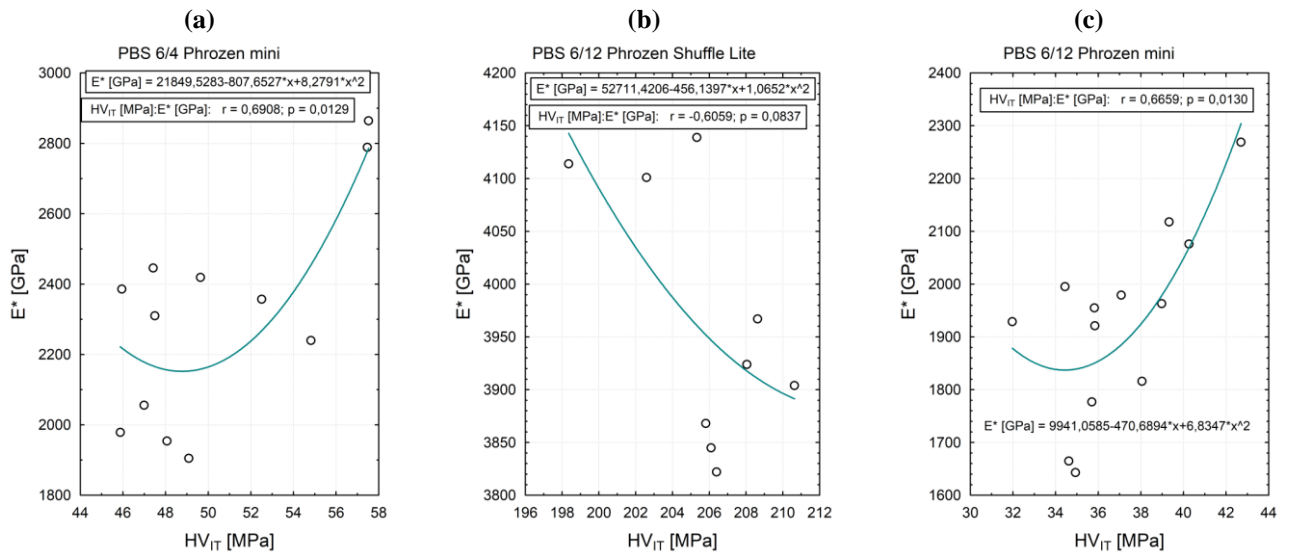 (a)
PBS 6/4 Phrozen mini
E* [GPa] = 21849,5283-807,6527*x+8,2791*x^2
HV_IT [MPa]:E* [GPa]: r = 0,6908; p = 0,0129
3000
2800
2600
2400
2200
2000
1800
E* [GPa]
44 46 48 50 52 54 56 58
HV_IT [MPa]
(b)
PBS 6/12 Phrozen Shuffle Lite
E* [GPa] = 52711,4206-456,1397*x+1,0652*x^2
HV_IT [MPa]:E* [GPa]: r = -0,6059; p = 0,0837
4200
4150
4100
4050
4000
3950
3900
3850
3800
E* [GPa]
196 198 200 202 204 206 208 210 212
HV_IT [MPa]
(c)
PBS 6/12 Phrozen mini
HV_IT [MPa]:E* [GPa]: r = 0,6659; p = 0,0130
2400
2300
2200
2100
2000
1900
1800
1700
1600
E* [GPa]
E* [GPa] = 9941,0585-470,6894*x+6,8347*x^2
30 32 34 36 38 40 42 44
HV_IT [MPa]